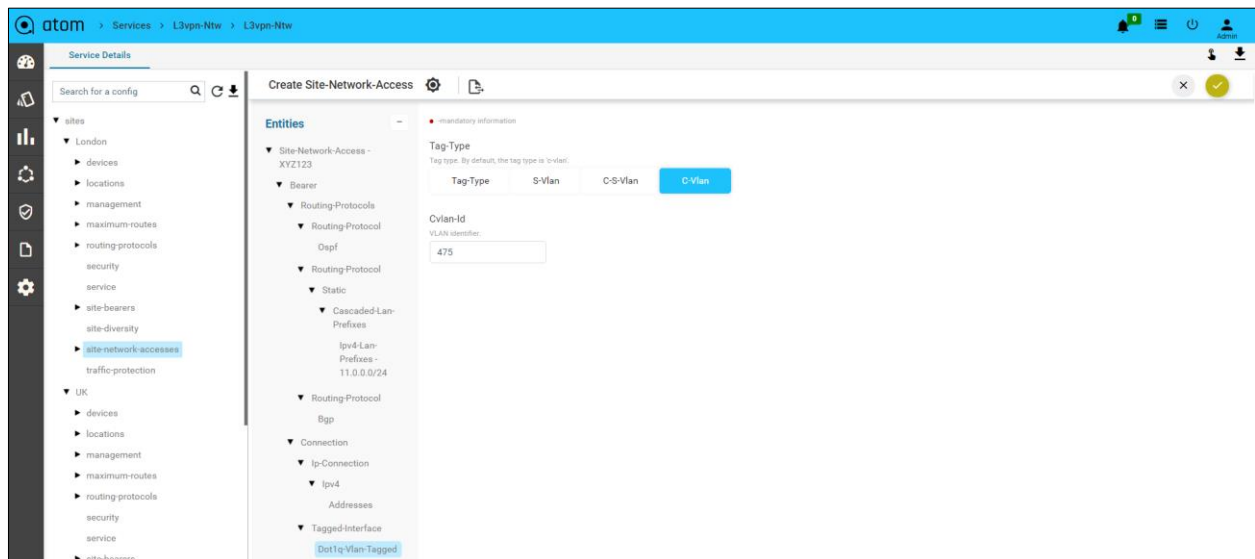 atom > Services > L3vpn-Ntw > L3vpn-Ntw
0
Admin
Service Details
Search for a config
sites
London
devices
locations
management
maximum-routes
routing-protocols
security
service
site-bearers
site-diversity
site-network-accesses
traffic-protection
UK
devices
locations
management
maximum-routes
routing-protocols
security
service
site-bearers
Create Site-Network-Access
Entities
Site-Network-Access -
XYZ123
Bearer
Routing-Protocols
Routing-Protocol
Ospf
Routing-Protocol
Static
Cascaded-Lan-
Prefixes
Ipv4-Lan-
Prefixes -
11.0.0.0/24
Routing-Protocol
Bgp
Connection
Ip-Connection
Ipv4
Addresses
Tagged-Interface
Dot1q-Vlan-Tagged
-mandatory information
Tag-Type
Tag type. By default, the tag type is 'c-vlan'.
Tag-Type S-Vlan C-S-Vlan C-Vlan
Cvlan-Id
VLAN identifier.
475